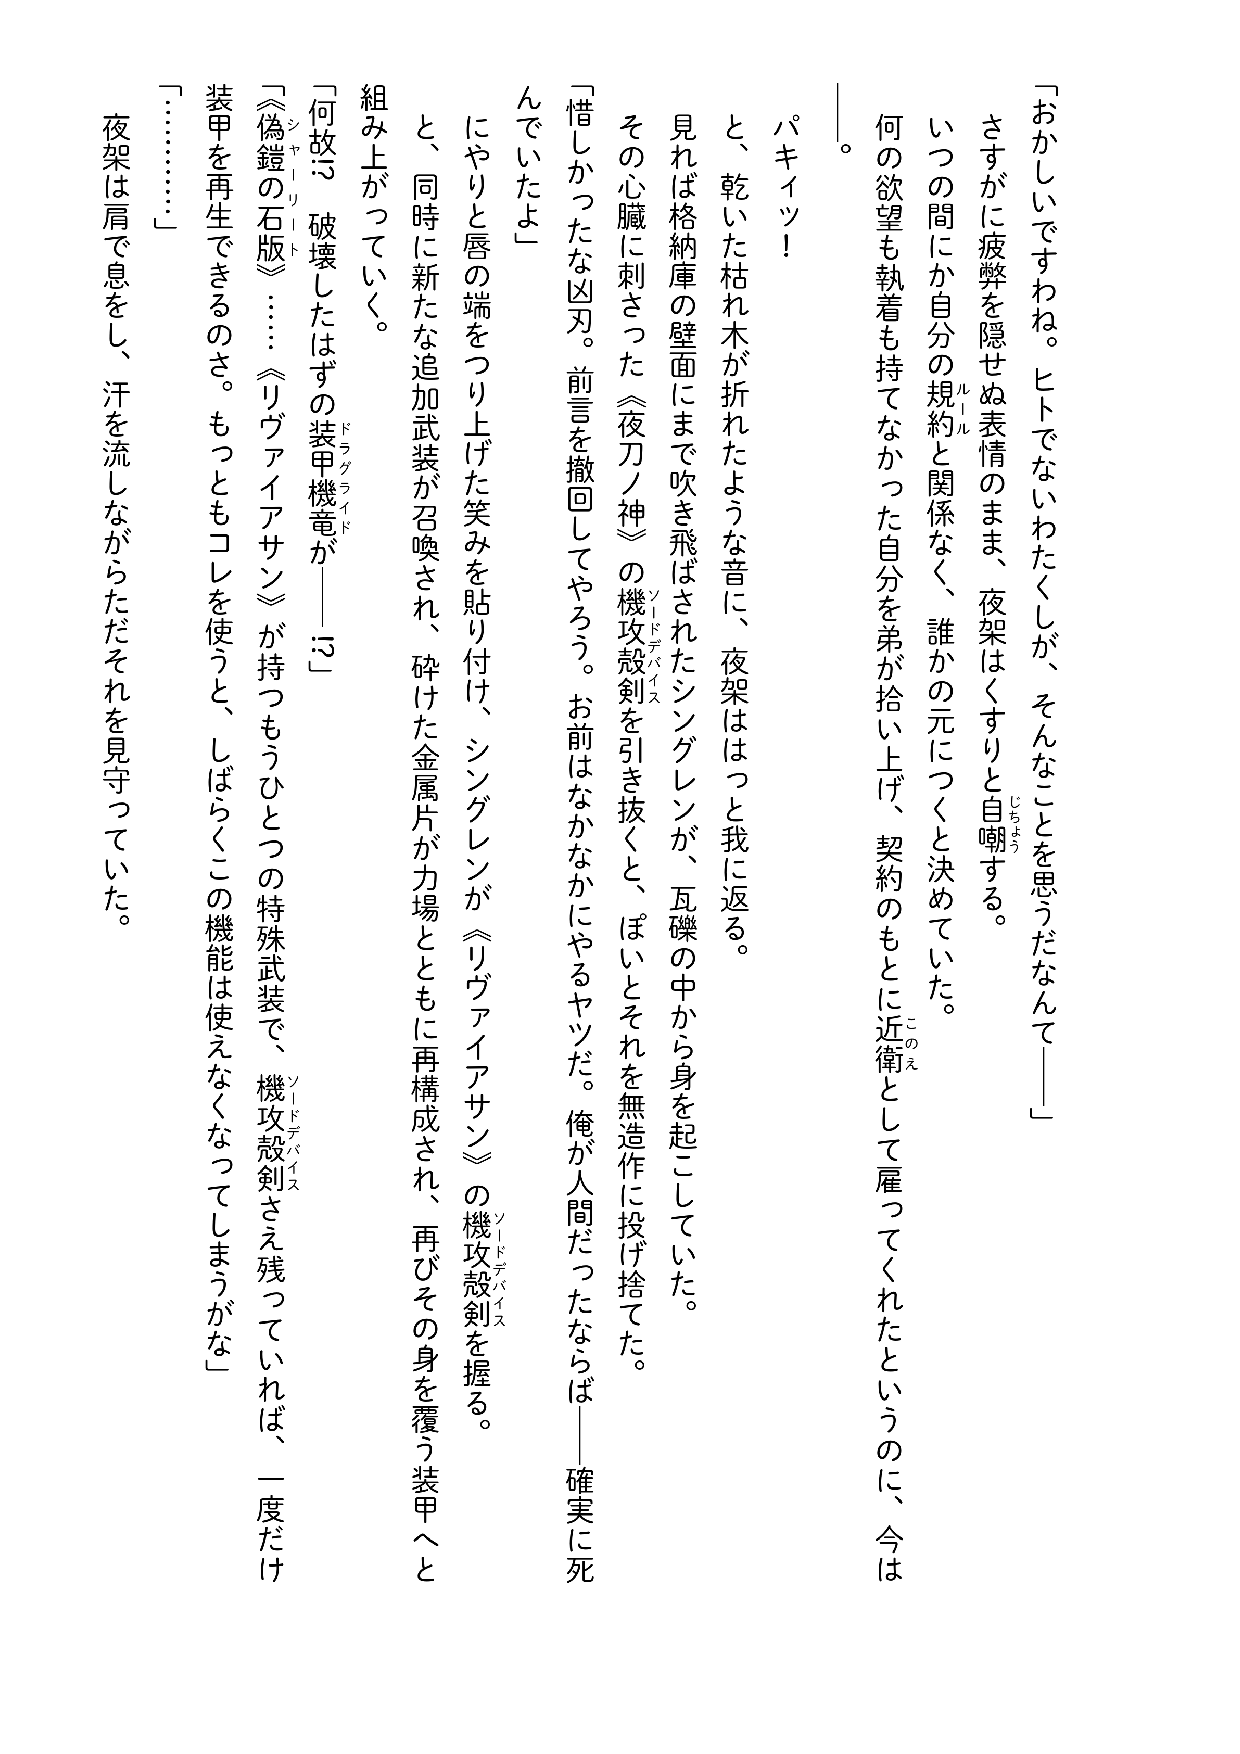 「おかしいですわね。ヒトでないわたくしが、そんなことを思うだなんて――」
さすがに疲弊を隠せぬ表情のまま、夜架はくすりと自嘲する。
いつの間にか自分の規約と関係なく、誰かの元につくと決めていた。
何の欲望も執着も持てなかった自分を弟が拾い上げ、契約のもとに近衛として雇ってくれたというのに、今は
――。
パキィッ！
と、乾いた枯れ木が折れたような音に、夜架ははっと我に返る。
見れば格納庫の壁面にまで吹き飛ばされたシングレンが、瓦礫の中から身を起こしていた。
その心臓に刺さった《夜刀ノ神》の機攻殻剣を引き抜くと、ぽいとそれを無造作に投げ捨てた。
「惜しかったな凶刃。前言を撤回してやろう。お前はなかなかにやるヤツだ。俺が人間だったならば――確実に死
んでいたよ」
にやりと唇の端をつり上げた笑みを貼り付け、シングレンが《リヴァイアサン》の機攻殻剣を握る。
と、同時に新たな追加武装が召喚され、砕けた金属片が力場とともに再構成され、再びその身を覆う装甲へと
組み上がっていく。
「何故!?　破壊したはずの装甲機竜が――!?」
「《偽鎧の石版》……《リヴァイアサン》が持つもうひとつの特殊武装で、機攻殻剣さえ残っていれば、一度だけ
装甲を再生できるのさ。もっともコレを使うと、しばらくこの機能は使えなくなってしまうがな」
「…………」
夜架は肩で息をし、汗を流しながらただそれを見守っていた。